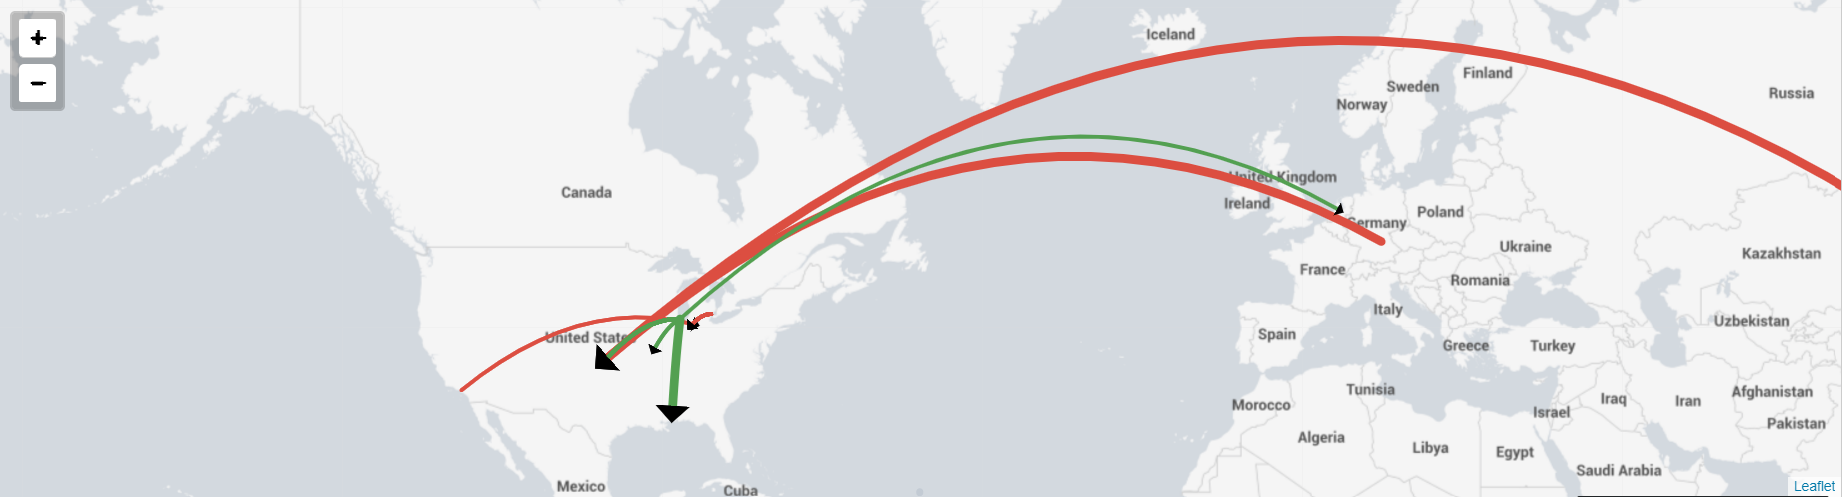 +
−
Iceland
Finland
Sweden
Russia
Norway
United Kingdom
Canada
Ireland
Poland
Germany
Ukraine
Kazakhstan
France
Romania
Italy
Uzbekistan
United States
Spain
Greece
Turkey
Tunisia
Afghanistan
Iraq
Iran
Morocco
Israel
Pakistan
Algeria
Libya
Egypt
Saudi Arabia
Mexico
Cuba
Leaflet